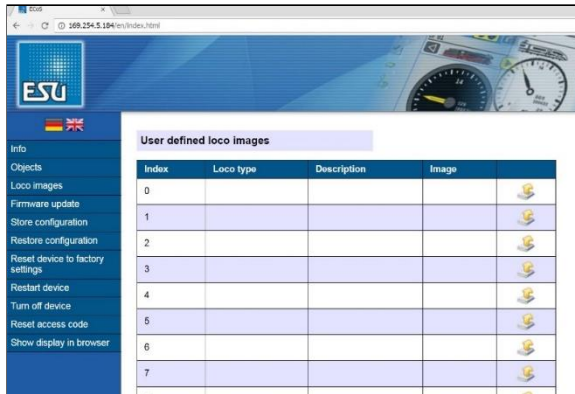 ECoS
169.254.5.184/en/index.html
ESU
Info
Objects
Loco images
Firmware update
Store configuration
Restore configuration
Reset device to factory
settings
Restart device
Turn off device
Reset access code
Show display in browser
User defined loco images
Index Loco type Description Image
0
1
2
3
4
5
6
7